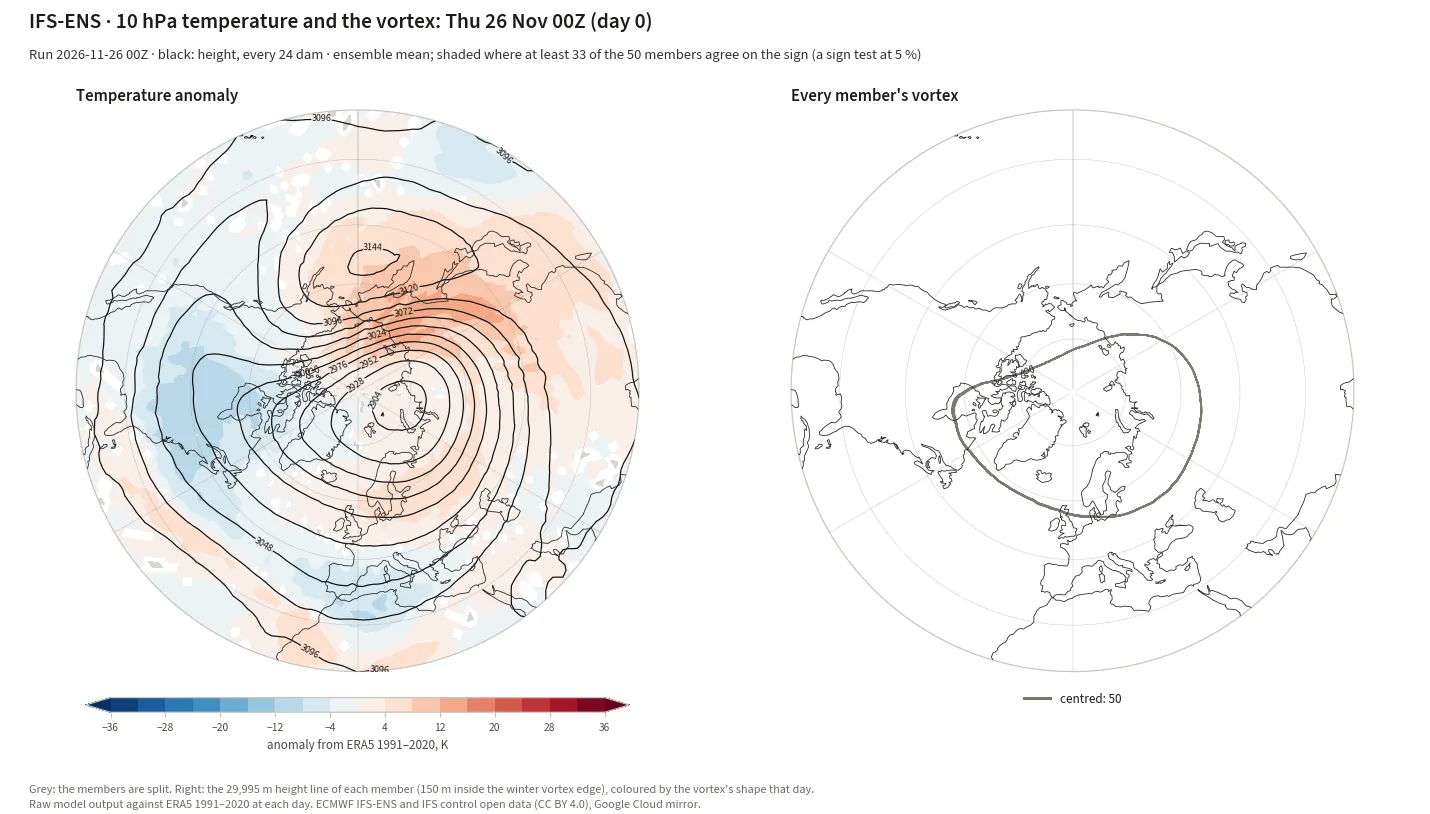 IFS-ENS · 10 hPa temperature and the vortex: Thu 26 Nov 00Z (day 0)
Run 2026-11-26 00Z · black: height, every 24 dam · ensemble mean; shaded where at least 33 of the 50 members agree on the sign (a sign test at 5 %)
Temperature anomaly
Every member's vortex
3096
3096
3144
3120
3096
3072
3024
2976
2952
2928
3048
3096
3096
centred: 50
−36 −28 −20 −12 −4 4 12 20 28 36
anomaly from ERA5 1991–2020, K
Grey: the members are split. Right: the 29,995 m height line of each member (150 m inside the winter vortex edge), coloured by the vortex's shape that day.
Raw model output against ERA5 1991–2020 at each day. ECMWF IFS-ENS and IFS control open data (CC BY 4.0), Google Cloud mirror.